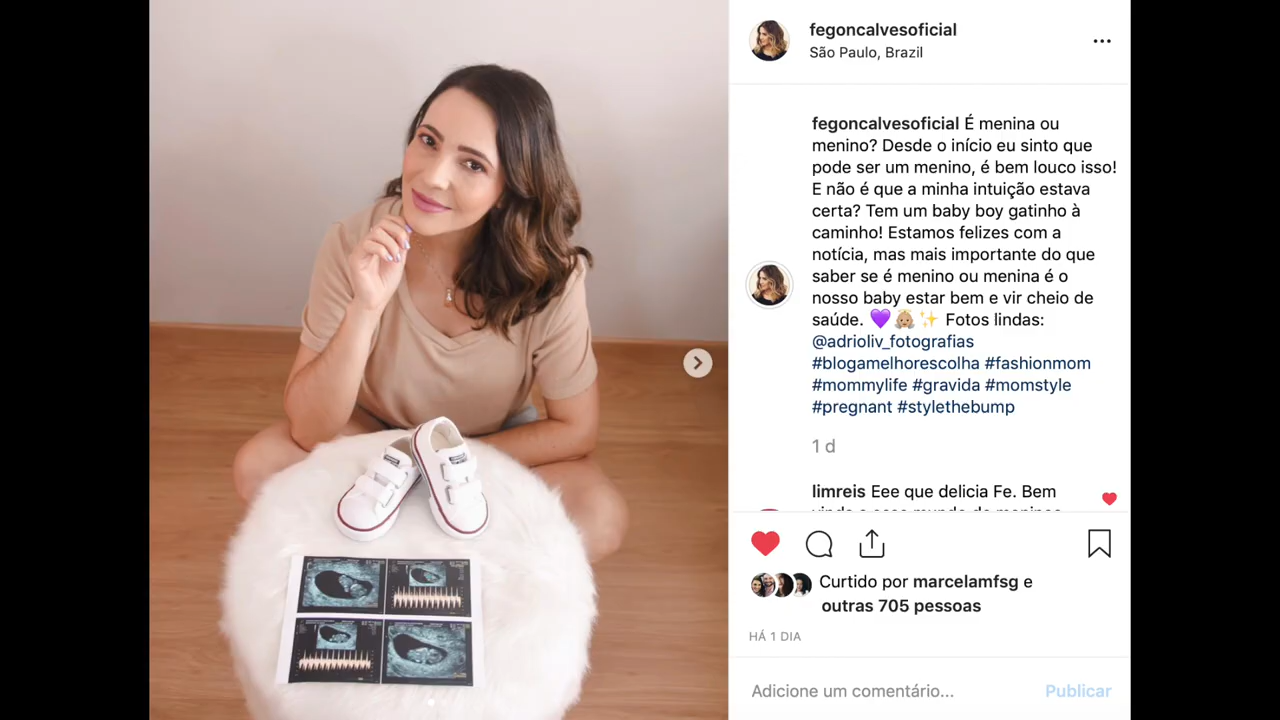 fegoncalvesoficial
São Paulo, Brazil
fegoncalvesoficial É menina ou
menino? Desde o início eu sinto que
pode ser um menino, é bem louco isso!
E não é que a minha intuição estava
certa? Tem um baby boy gatinho à
caminho! Estamos felizes com a
notícia, mas mais importante do que
saber se é menino ou menina é o
nosso baby estar bem e vir cheio de
saúde. 💜👼🏼✨ Fotos lindas:
@adrioliv_fotografias
#blogamelhorescolha #fashionmom
#mommylife #gravida #momstyle
#pregnant #stylethebump
1 d
limreis Eee que delicia Fe. Bem
Curtido por marcelamfsg e
outras 705 pessoas
HÁ 1 DIA
Adicione um comentário...
Publicar